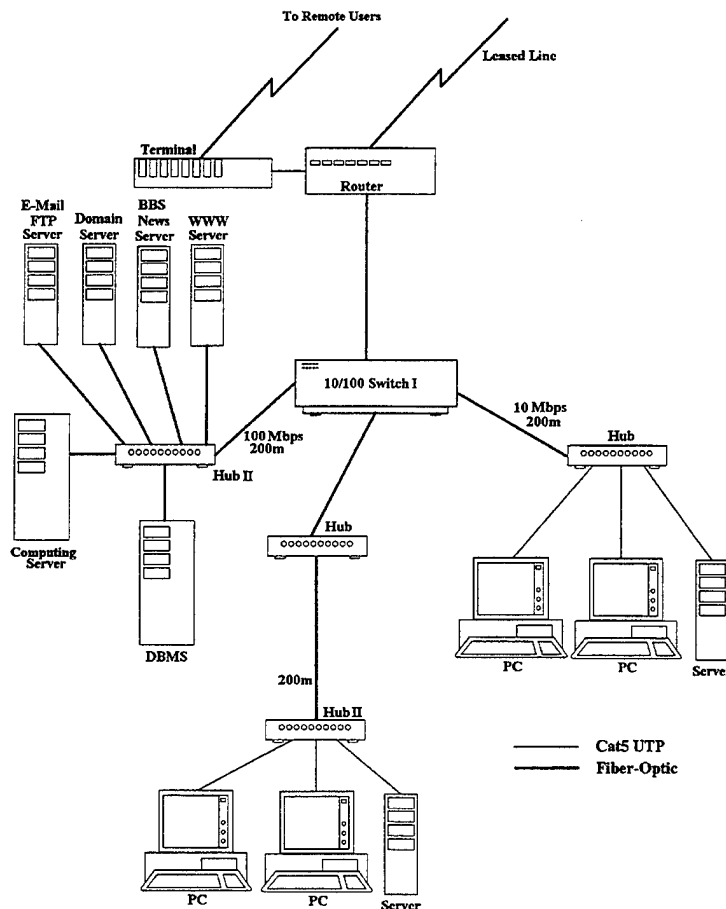 To Remote Users
Leased Line
Terminal
Router
E-Mail
FTP
Server
Domain
Server
BBS
News
Server
WWW
Server
10/100 Switch I
100 Mbps
200m
10 Mbps
200m
Hub
Hub II
Computing
Server
DBMS
Hub
PC
PC
Server
200m
Hub II
Cat5 UTP
Fiber-Optic
PC
PC
Server